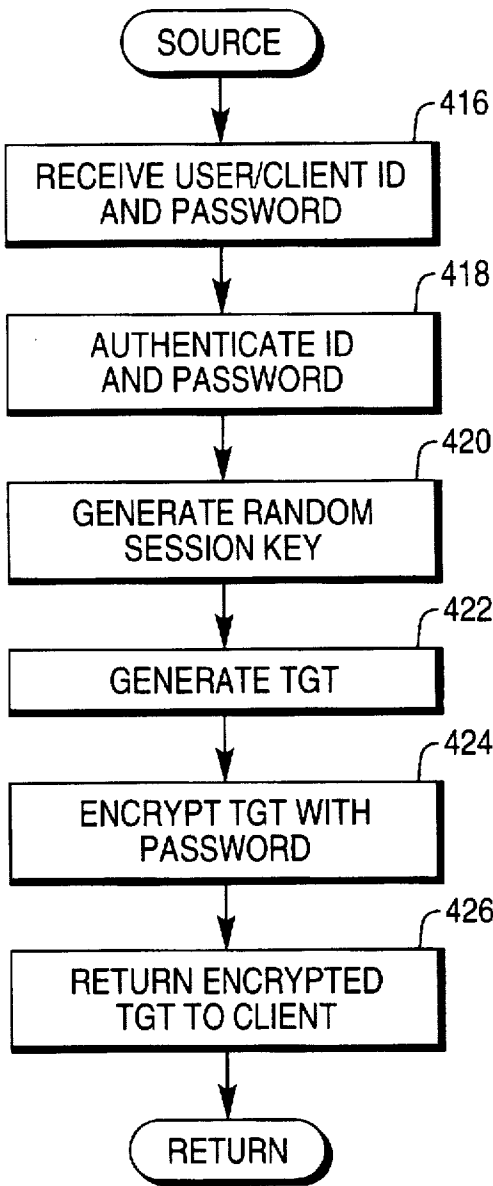 SOURCE
416
RECEIVE USER/CLIENT ID
AND PASSWORD
418
AUTHENTICATE ID
AND PASSWORD
420
GENERATE RANDOM
SESSION KEY
422
GENERATE TGT
424
ENCRYPT TGT WITH
PASSWORD
426
RETURN ENCRYPTED
TGT TO CLIENT
RETURN